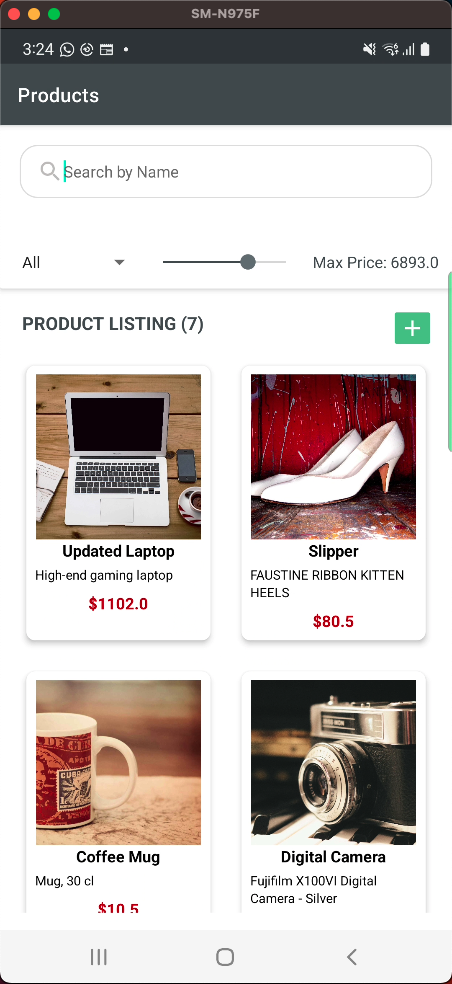 SM-N975F
3:24
Products
Search by Name
All
Max Price: 6893.0
PRODUCT LISTING (7)
Updated Laptop
High-end gaming laptop
$1102.0
Slipper
FAUSTINE RIBBON KITTEN
HEELS
$80.5
Coffee Mug
Mug, 30 cl
$10.5
Digital Camera
Fujifilm X100VI Digital
Camera - Silver